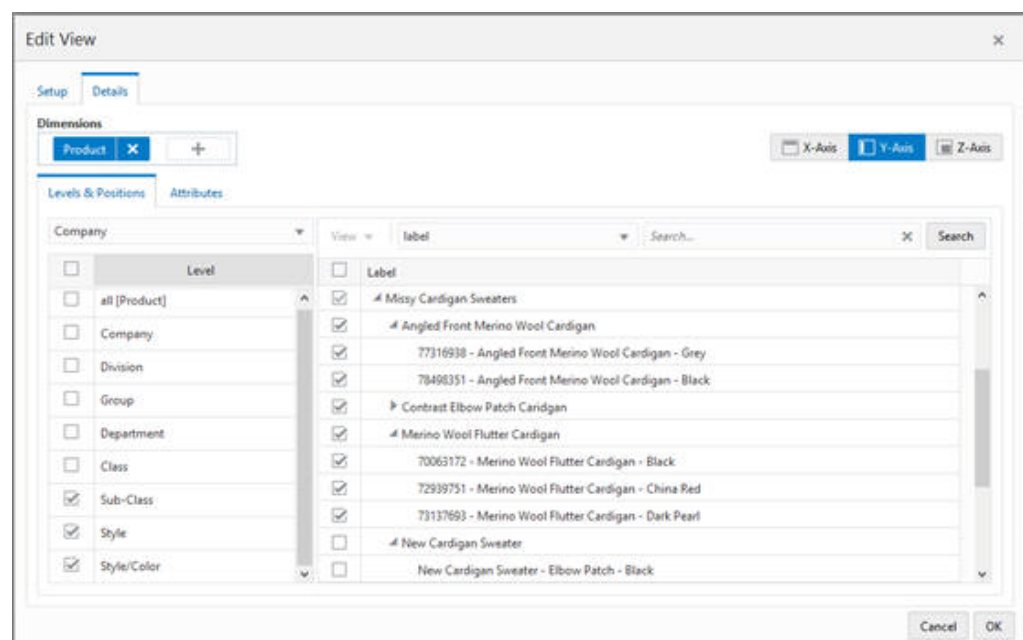 Edit View
Setup Details
Dimensions
Product
X-Axis Y-Axis Z-Axis
Levels & Positions Attributes
Company View label Search... Search
Level Label
all [Product]
Company
Division
Group
Department
Class
Sub-Class
Style
Style/Color
Missy Cardigan Sweaters
Angled Front Merino Wool Cardigan
77316938 - Angled Front Merino Wool Cardigan - Grey
78498351 - Angled Front Merino Wool Cardigan - Black
Contrast Elbow Patch Caridgan
Merino Wool Flutter Cardigan
70063172 - Merino Wool Flutter Cardigan - Black
72939751 - Merino Wool Flutter Cardigan - China Red
73137693 - Merino Wool Flutter Cardigan - Dark Pearl
New Cardigan Sweater
New Cardigan Sweater - Elbow Patch - Black
Cancel OK